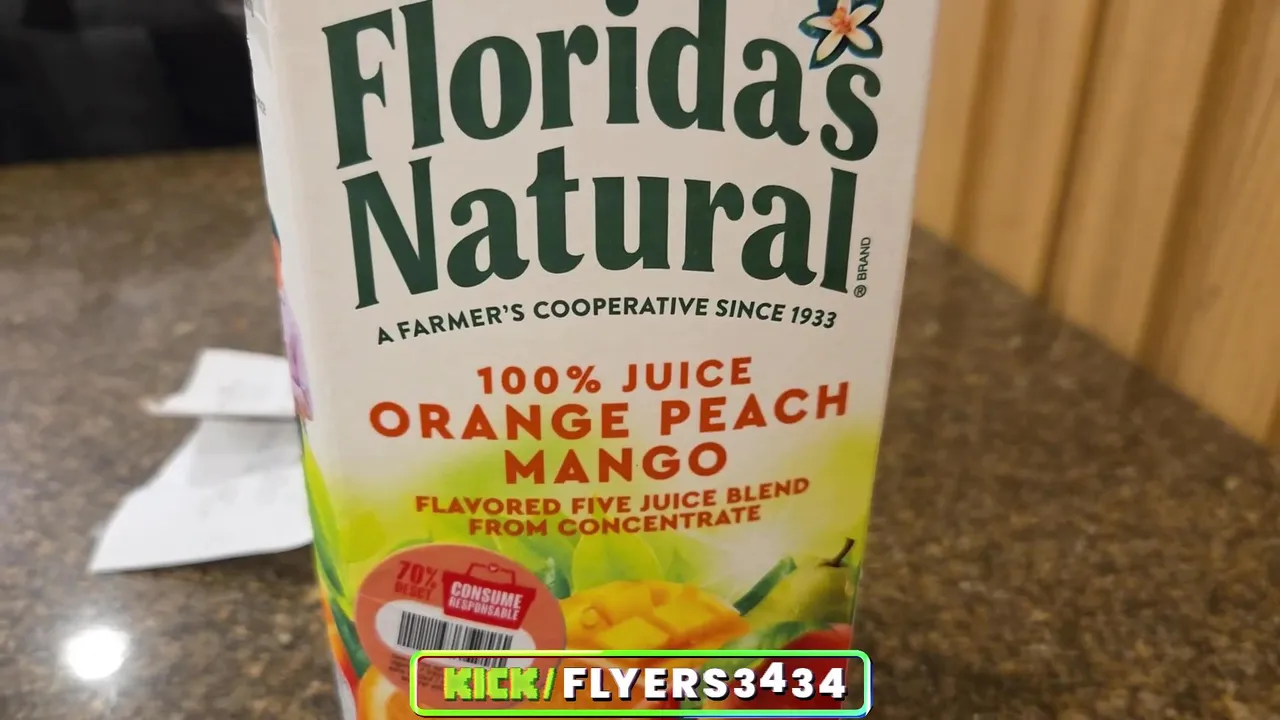 Florida's
Natural
® BRAND
A FARMER'S COOPERATIVE SINCE 1933
100% JUICE
ORANGE PEACH
MANGO
FLAVORED FIVE JUICE BLEND
FROM CONCENTRATE
70%
CONSUME
RESPONSABLE
KICK/FLYERS3434